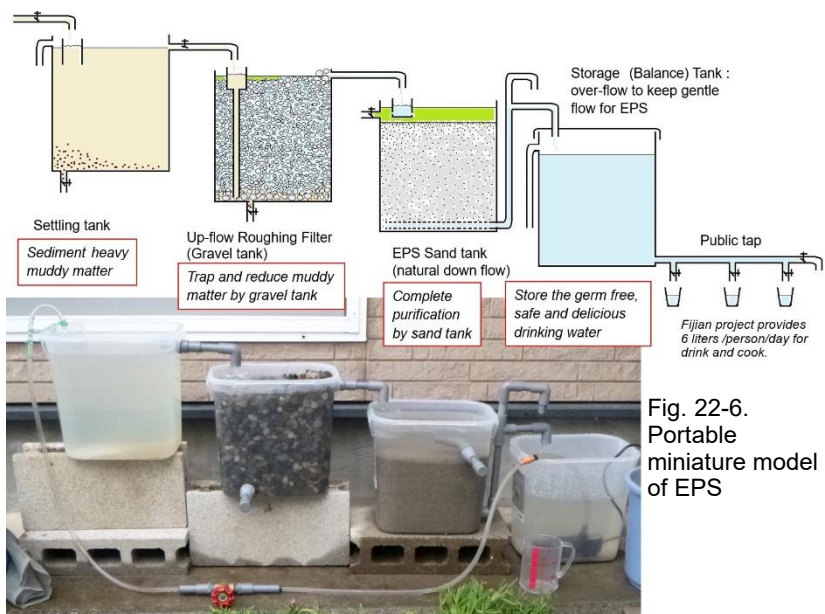 Storage (Balance) Tank :
over-flow to keep gentle
flow for EPS
Settling tank
Sediment heavy
muddy matter
Up-flow Roughing Filter
(Gravel tank)
Trap and reduce muddy
matter by gravel tank
EPS Sand tank
(natural down flow)
Complete
purification
by sand tank
Store the germ free,
safe and delicious
drinking water
Public tap
Fijian project provides
6 liters /person/day for
drink and cook.
Fig. 22-6.
Portable
miniature model
of EPS